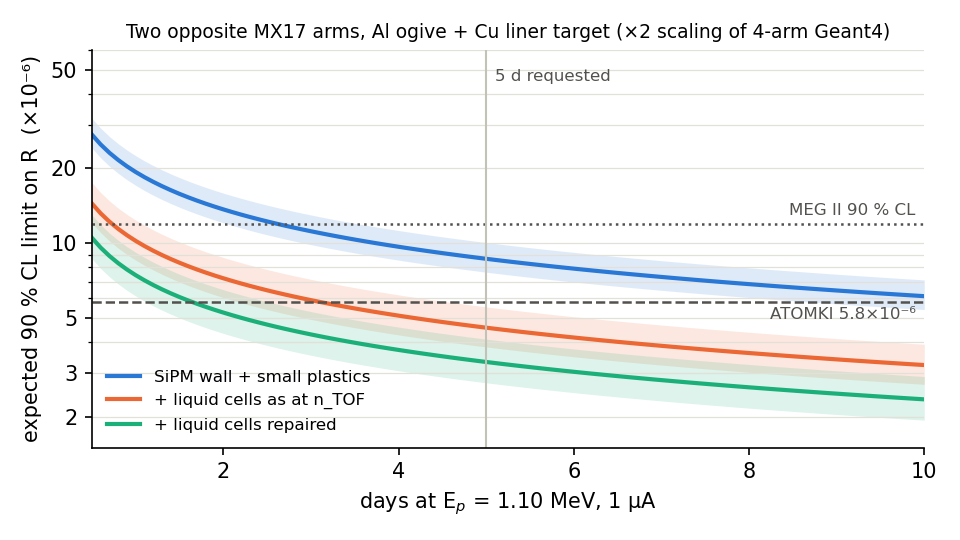 Two opposite MX17 arms, Al ogive + Cu liner target (×2 scaling of 4-arm Geant4)
expected 90 % CL limit on R (×10⁻⁶)
50
20
10
5
3
2
5 d requested
MEG II 90 % CL
ATOMKI 5.8×10⁻⁶
SiPM wall + small plastics
+ liquid cells as at n_TOF
+ liquid cells repaired
2
4
6
8
10
days at Eₚ = 1.10 MeV, 1 μA